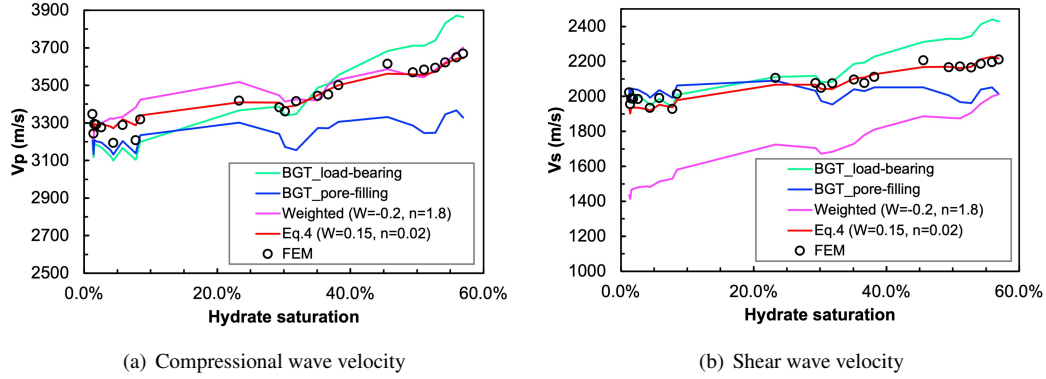 3900
3700
3500
3300
3100
2900
2700
2500
Vp (m/s)
0.0%
20.0%
40.0%
60.0%
Hydrate saturation
BGT_load-bearing
BGT_pore-filling
Weighted (W=-0.2, n=1.8)
Eq.4 (W=0.15, n=0.02)
FEM
(a) Compressional wave velocity
2400
2200
2000
1800
1600
1400
1200
1000
Vs (m/s)
0.0%
20.0%
40.0%
60.0%
Hydrate saturation
BGT_load-bearing
BGT_pore-filling
Weighted (W=-0.2, n=1.8)
Eq.4 (W=0.15, n=0.02)
FEM
(b) Shear wave velocity